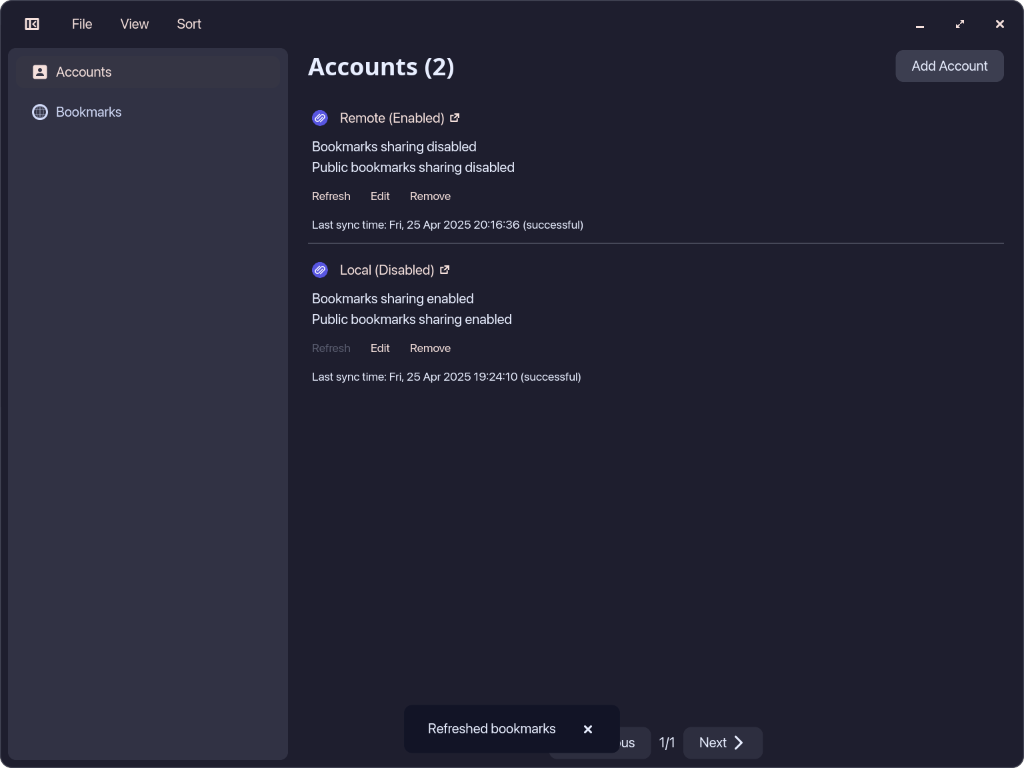 File View Sort
Accounts
Bookmarks
Accounts (2)
Add Account
Remote (Enabled)
Bookmarks sharing disabled
Public bookmarks sharing disabled
Refresh Edit Remove
Last sync time: Fri, 25 Apr 2025 20:16:36 (successful)
Local (Disabled)
Bookmarks sharing enabled
Public bookmarks sharing enabled
Refresh Edit Remove
Last sync time: Fri, 25 Apr 2025 19:24:10 (successful)
Refreshed bookmarks
1/1 Next